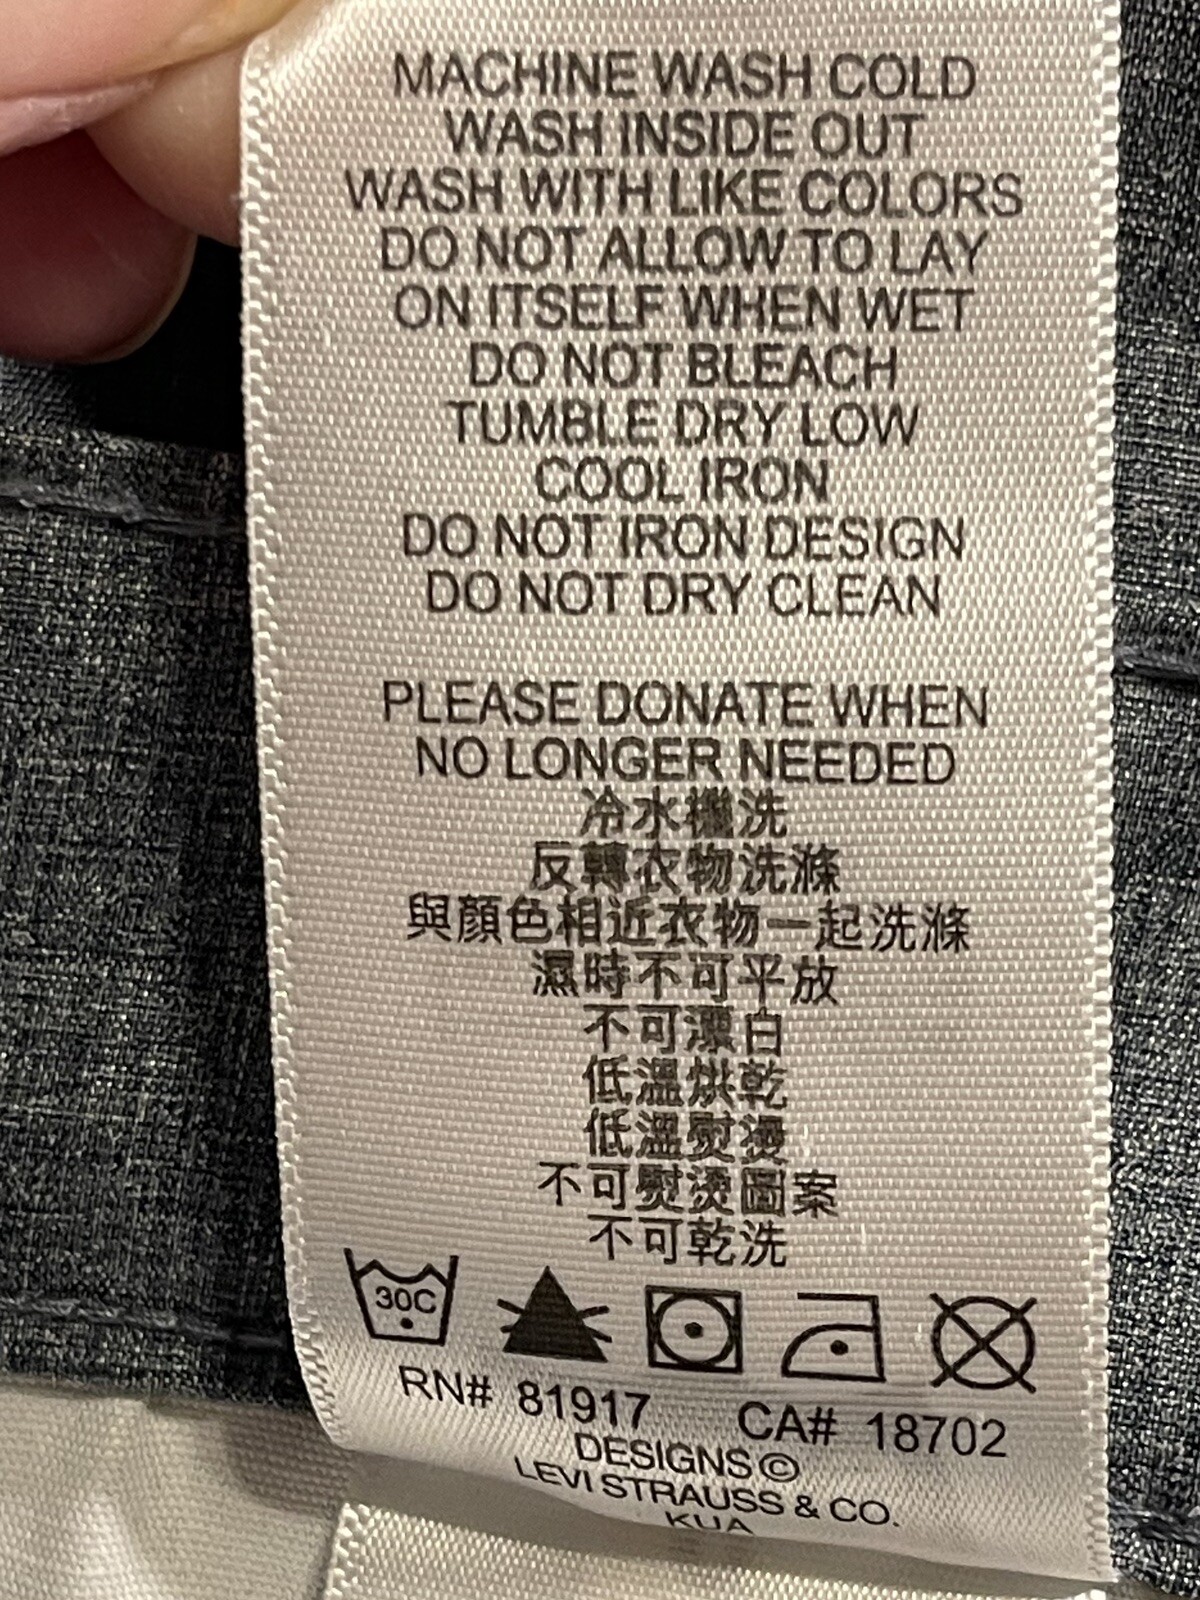 MACHINE WASH COLD
WASH INSIDE OUT
WASH WITH LIKE COLORS
DO NOT ALLOW TO LAY
ON ITSELF WHEN WET
DO NOT BLEACH
TUMBLE DRY LOW
COOL IRON
DO NOT IRON DESIGN
DO NOT DRY CLEAN
PLEASE DONATE WHEN
NO LONGER NEEDED
冷水機洗
反轉衣物洗滌
與顏色相近衣物一起洗滌
濕時不可平放
不可漂白
低溫烘乾
低溫熨燙
不可熨燙圖案
不可乾洗
30C
RN# 81917 CA# 18702
DESIGNS ©
LEVI STRAUSS & CO.
KUA